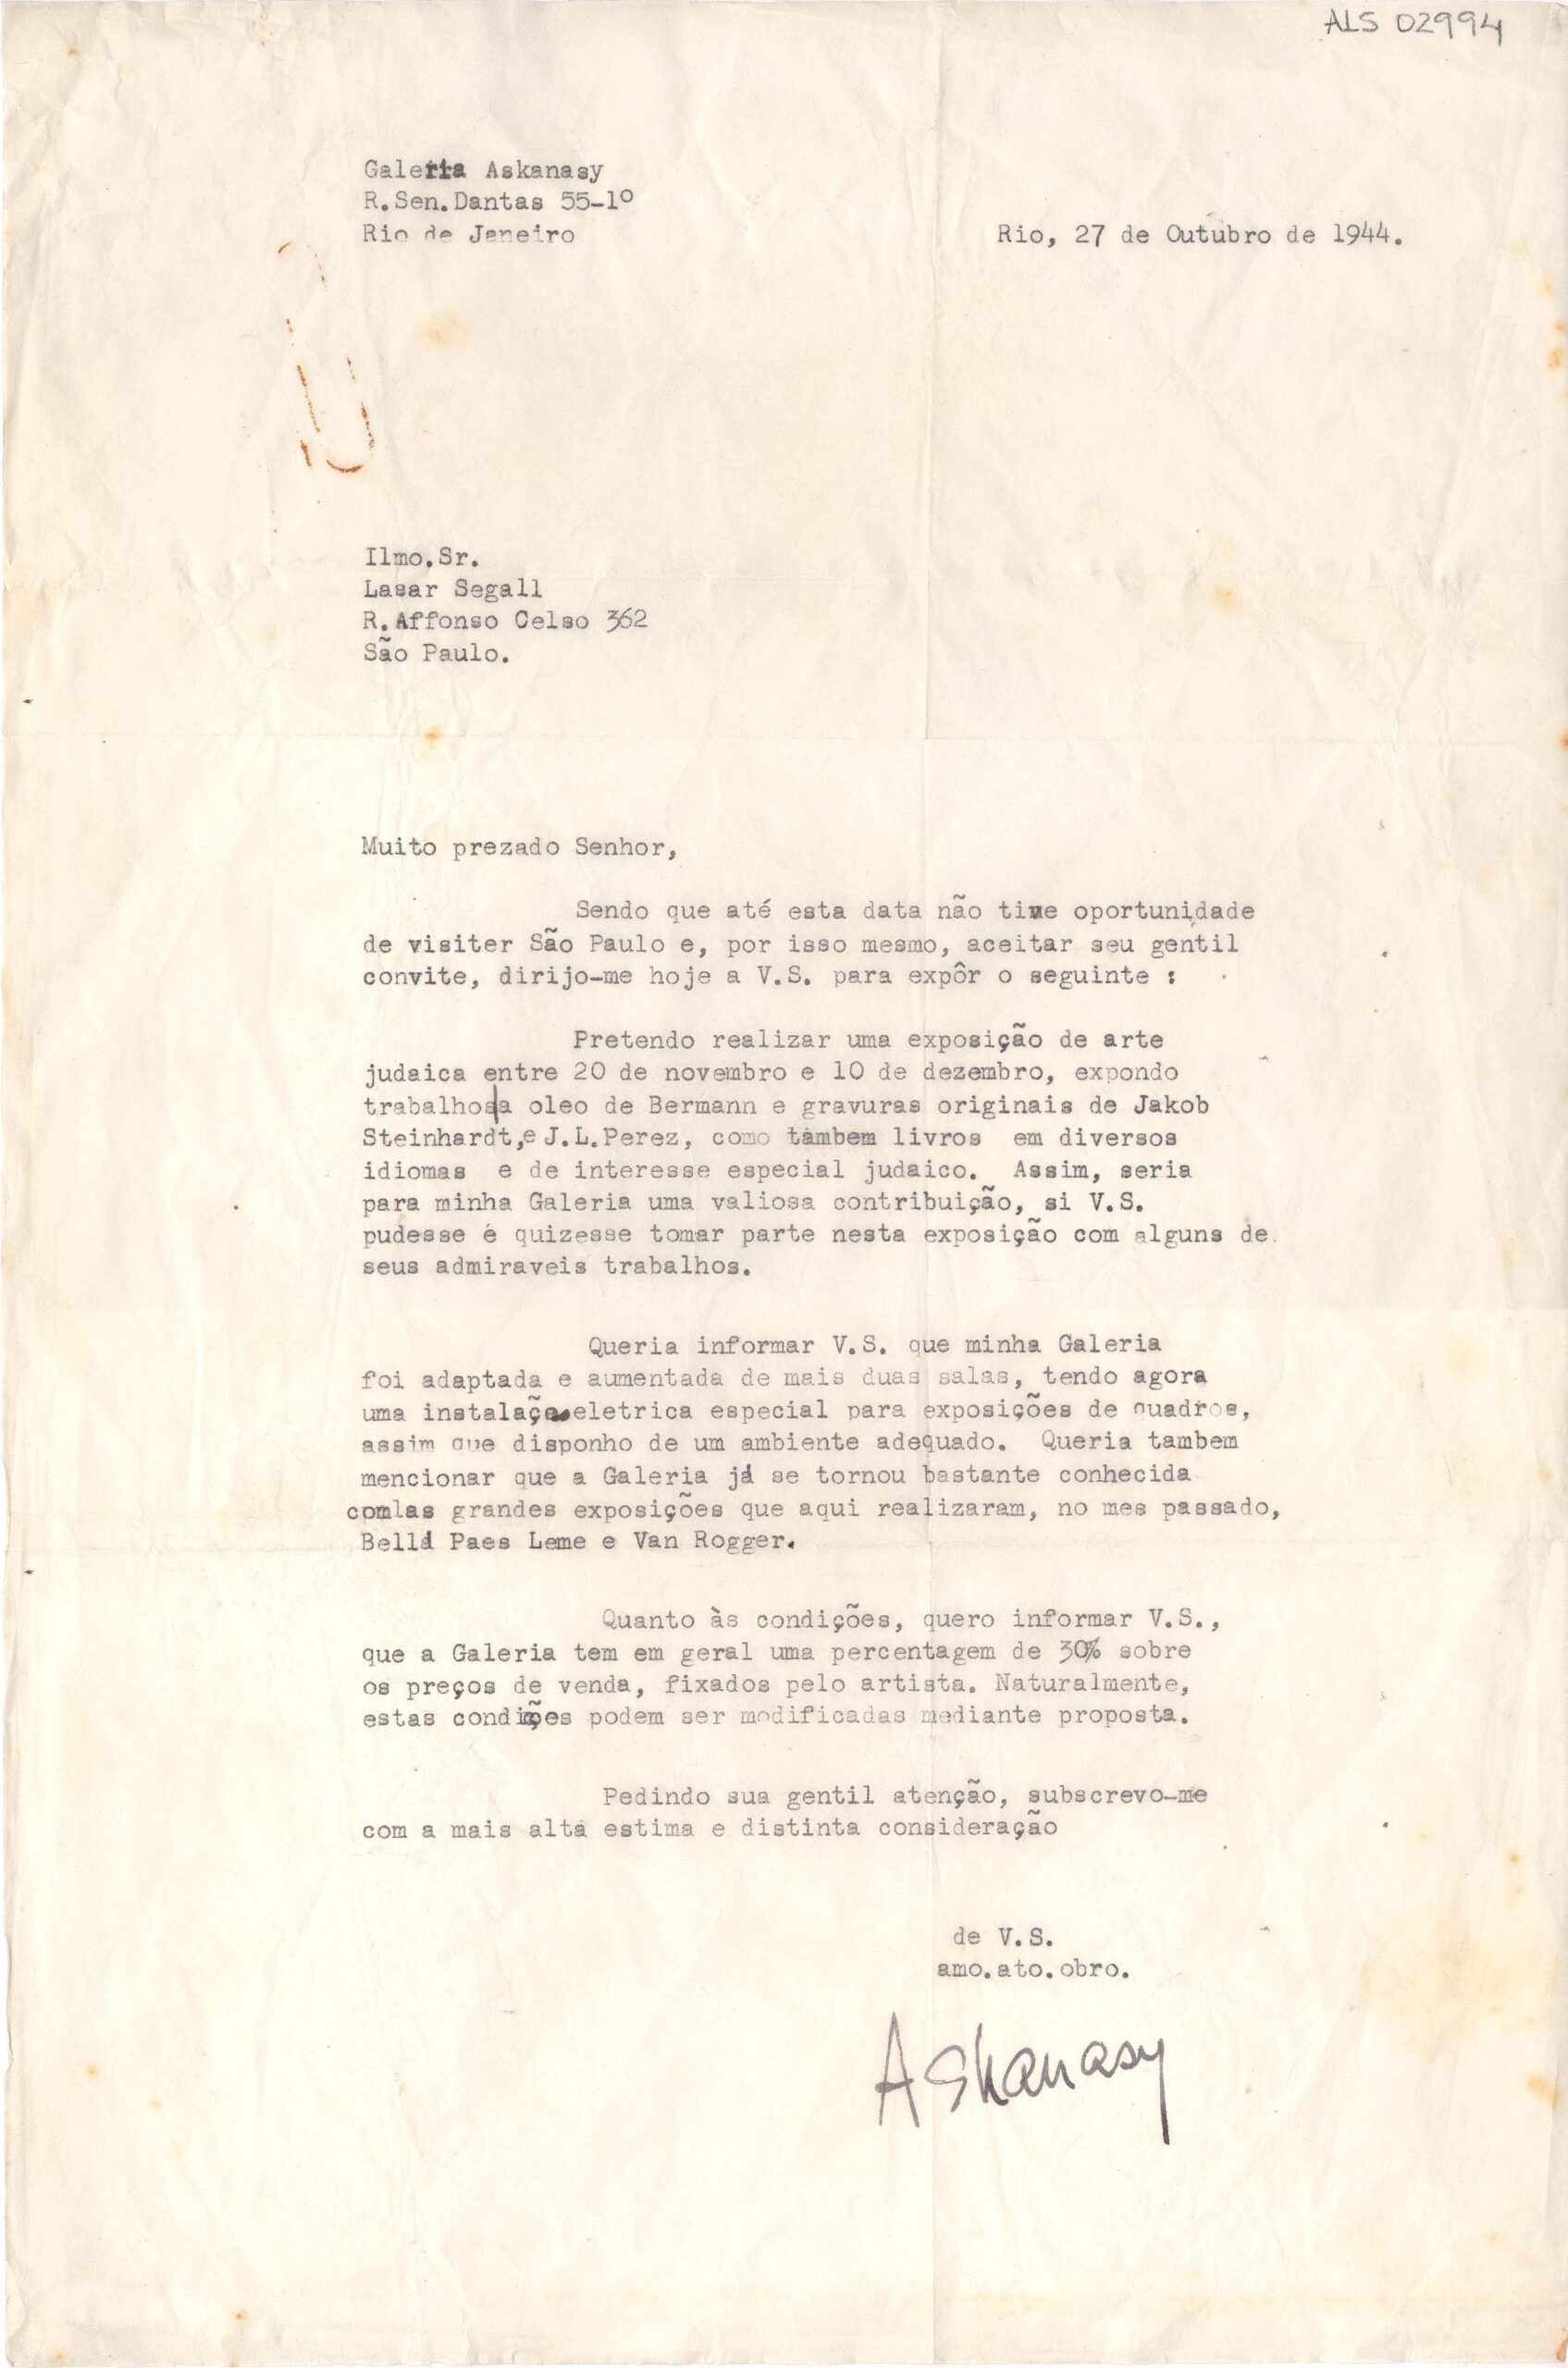 ALS 02994
Galeria Askanasy
R.Sen.Dantas 55-1º
Rio de Janeiro
Rio, 27 de Outubro de 1944.
Ilmo.Sr.
Lasar Segall
R.Affonso Celso 362
São Paulo.
Muito prezado Senhor,
Sendo que até esta data não tive oportunidade
de visiter São Paulo e, por isso mesmo, aceitar seu gentil
convite, dirijo-me hoje a V.S. para expôr o seguinte :
Pretendo realizar uma exposição de arte
judaica entre 20 de novembro e 10 de dezembro, expondo
trabalhos|a oleo de Bermann e gravuras originais de Jakob
Steinhardt,e J.L.Perez, como tambem livros em diversos
idiomas e de interesse especial judaico. Assim, seria
para minha Galeria uma valiosa contribuição, si V.S.
pudesse é quizesse tomar parte nesta exposição com alguns de
seus admiraveis trabalhos.
Queria informar V.S. que minha Galeria
foi adaptada e aumentada de mais duas salas, tendo agora
uma instalação eletrica especial para exposições de quadros,
assim que disponho de um ambiente adequado. Queria tambem
mencionar que a Galeria já se tornou bastante conhecida
com as grandes exposições que aqui realizaram, no mes passado,
Bellá Paes Leme e Van Rogger.
Quanto às condições, quero informar V.S.,
que a Galeria tem em geral uma percentagem de 30% sobre
os preços de venda, fixados pelo artista. Naturalmente,
estas condições podem ser modificadas mediante proposta.
Pedindo sua gentil atenção, subscrevo-me
com a mais alta estima e distinta consideração
de V.S.
amo.ato.obro.
Askanasy